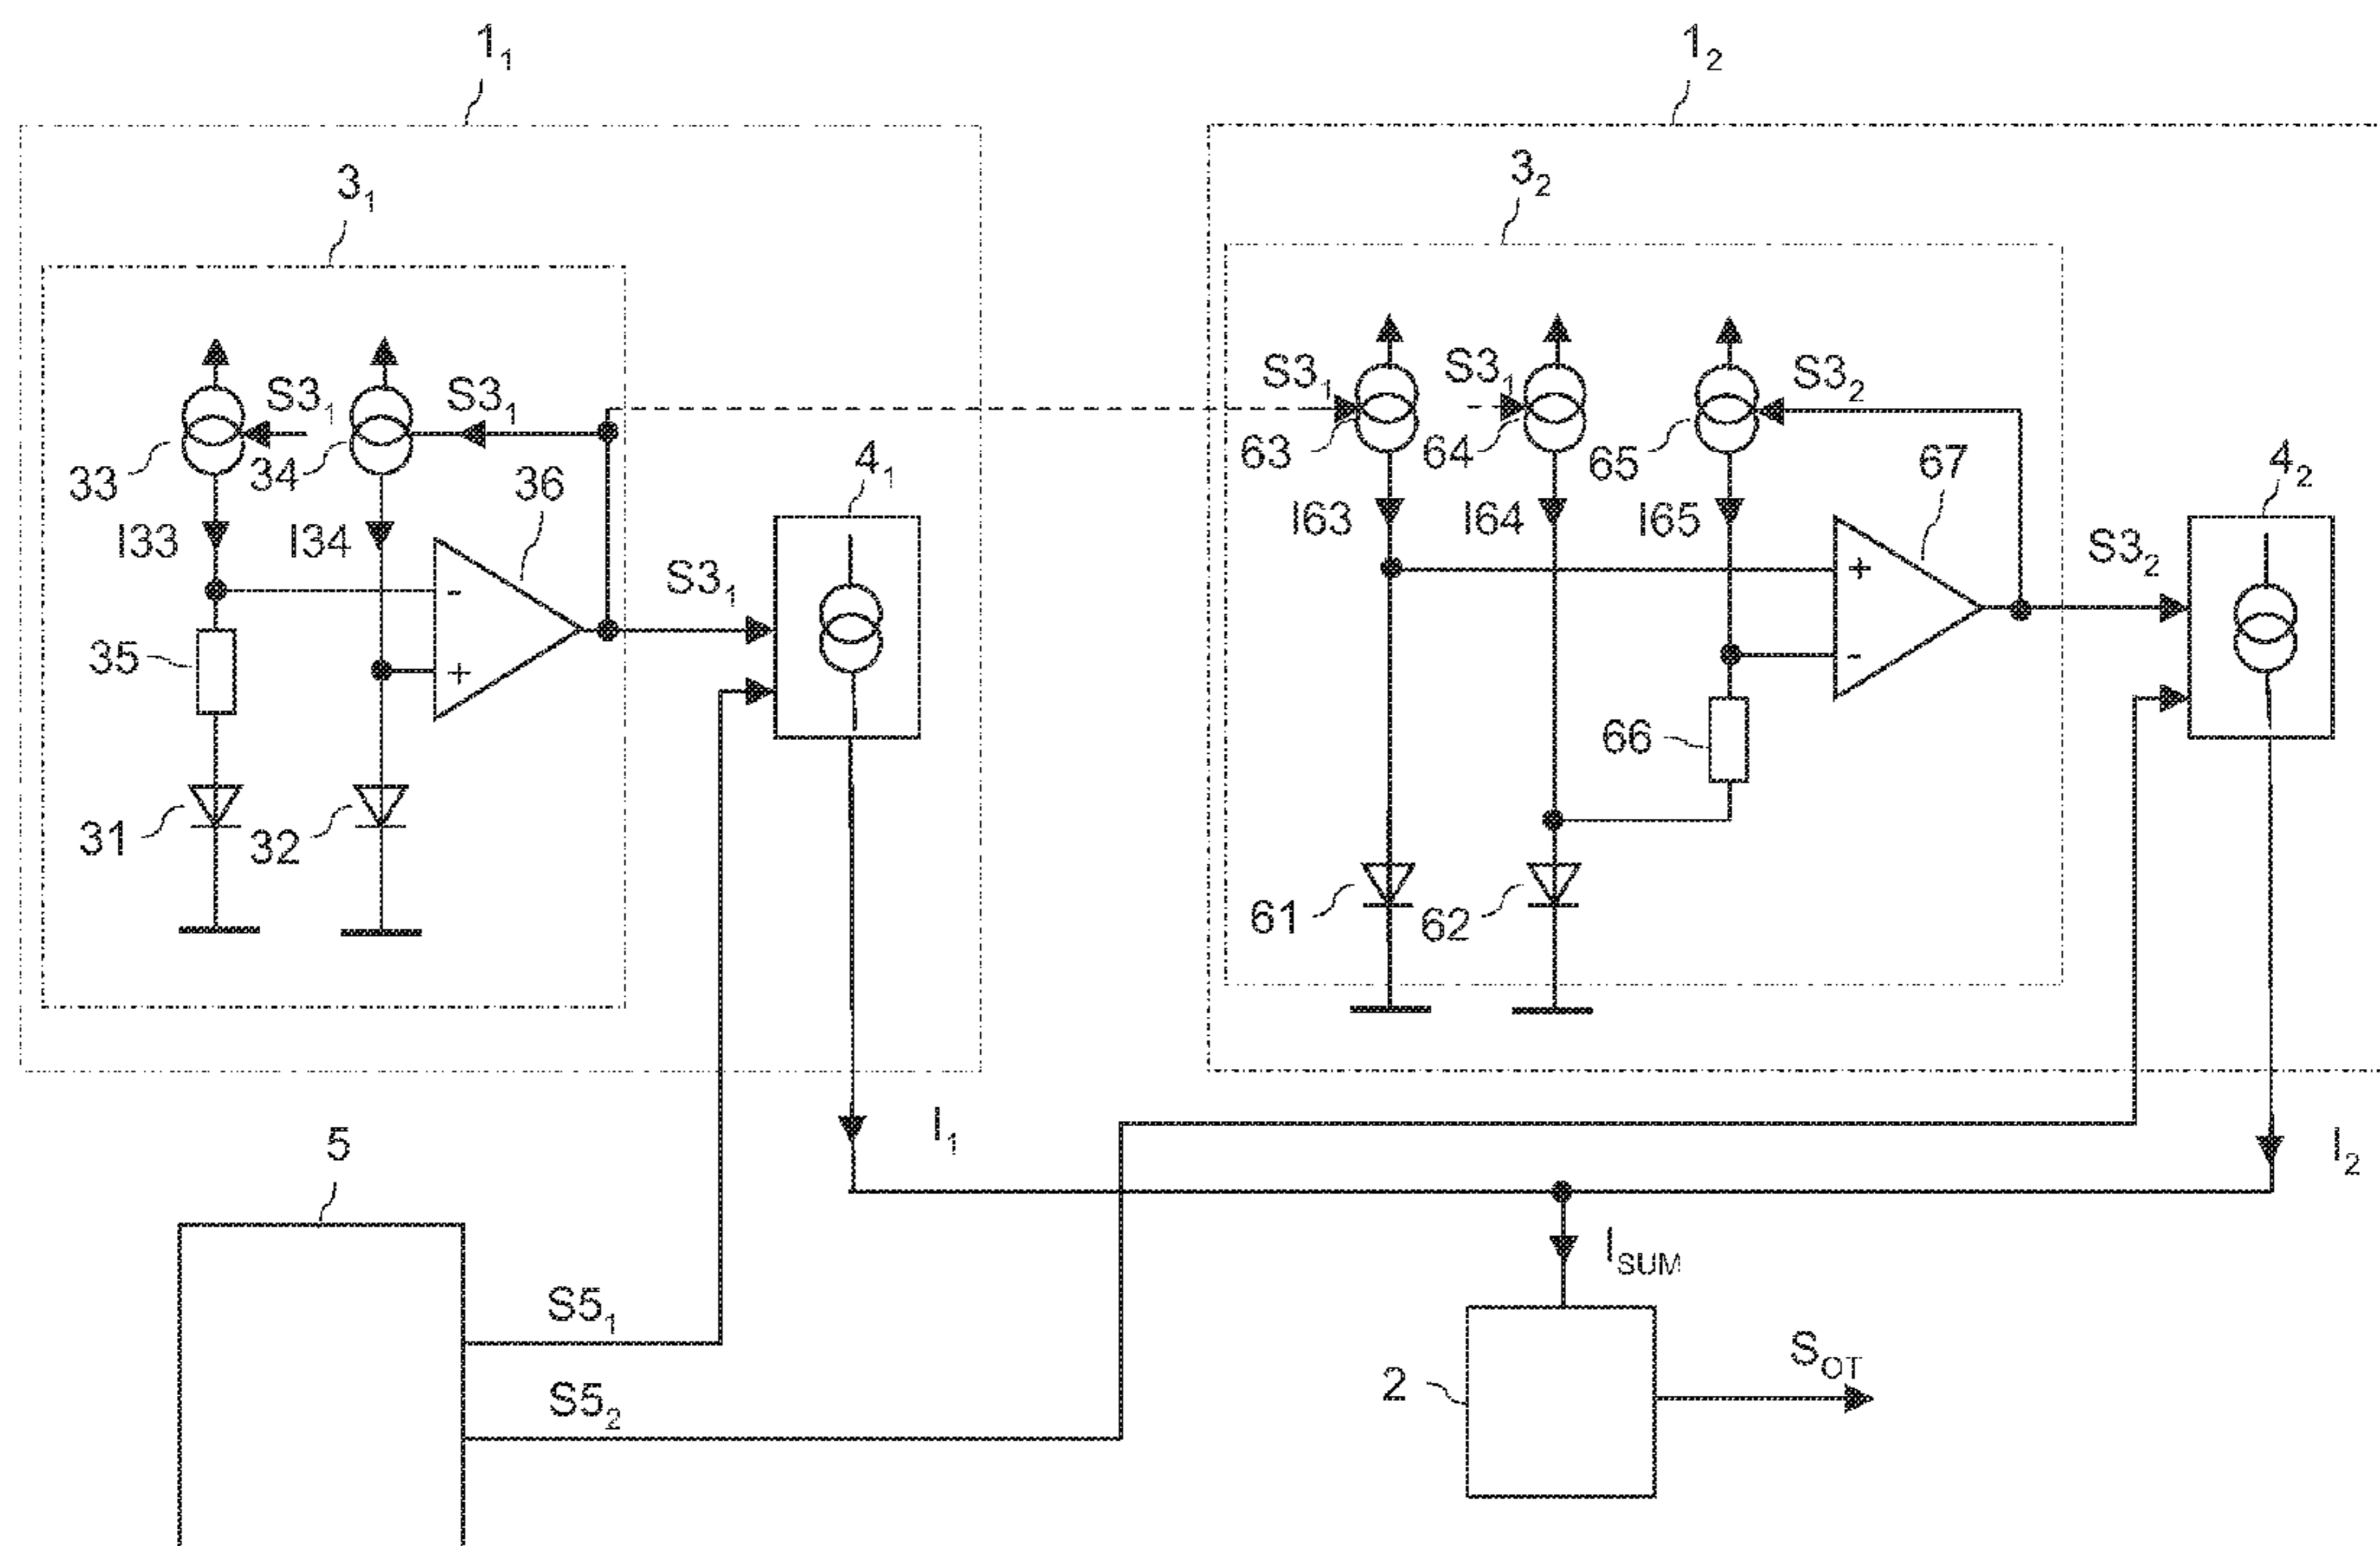 1₁
1₂
3₁
3₂
S3₁
S3₁
33
34
I33
I34
36
35
-
+
31
32
S3₁
4₁
S3₁
S3₁
S3₂
63
64
65
I63
I64
I65
67
+
-
66
61
62
S3₂
4₂
I₁
I₂
5
S5₁
S5₂
I_SUM
2
S_OT